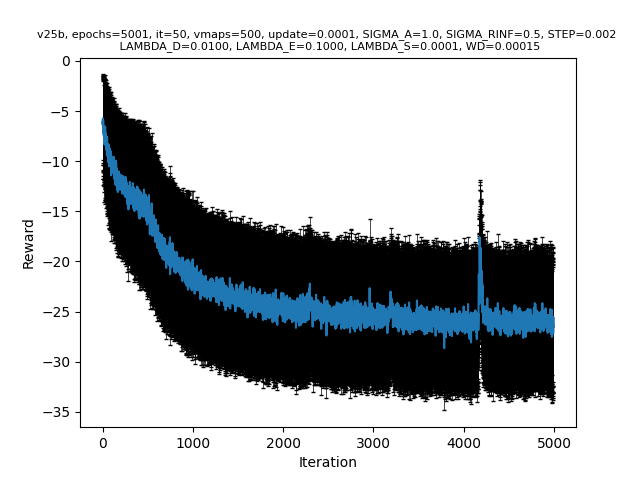 v25b, epochs=5001, it=50, vmaps=500, update=0.0001, SIGMA_A=1.0, SIGMA_RINF=0.5, STEP=0.002
LAMBDA_D=0.0100, LAMBDA_E=0.1000, LAMBDA_S=0.0001, WD=0.00015
0
−5
−10
−15
−20
−25
−30
−35
Reward
0 1000 2000 3000 4000 5000
Iteration